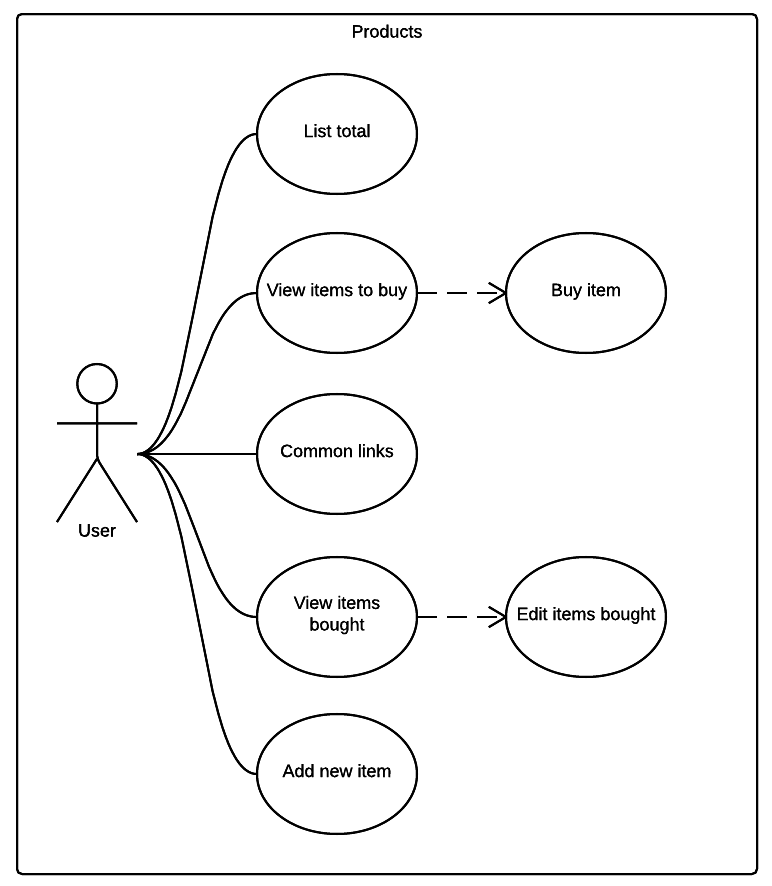 Products
List total
View items to buy
Buy item
Common links
User
View items
bought
Edit items bought
Add new item